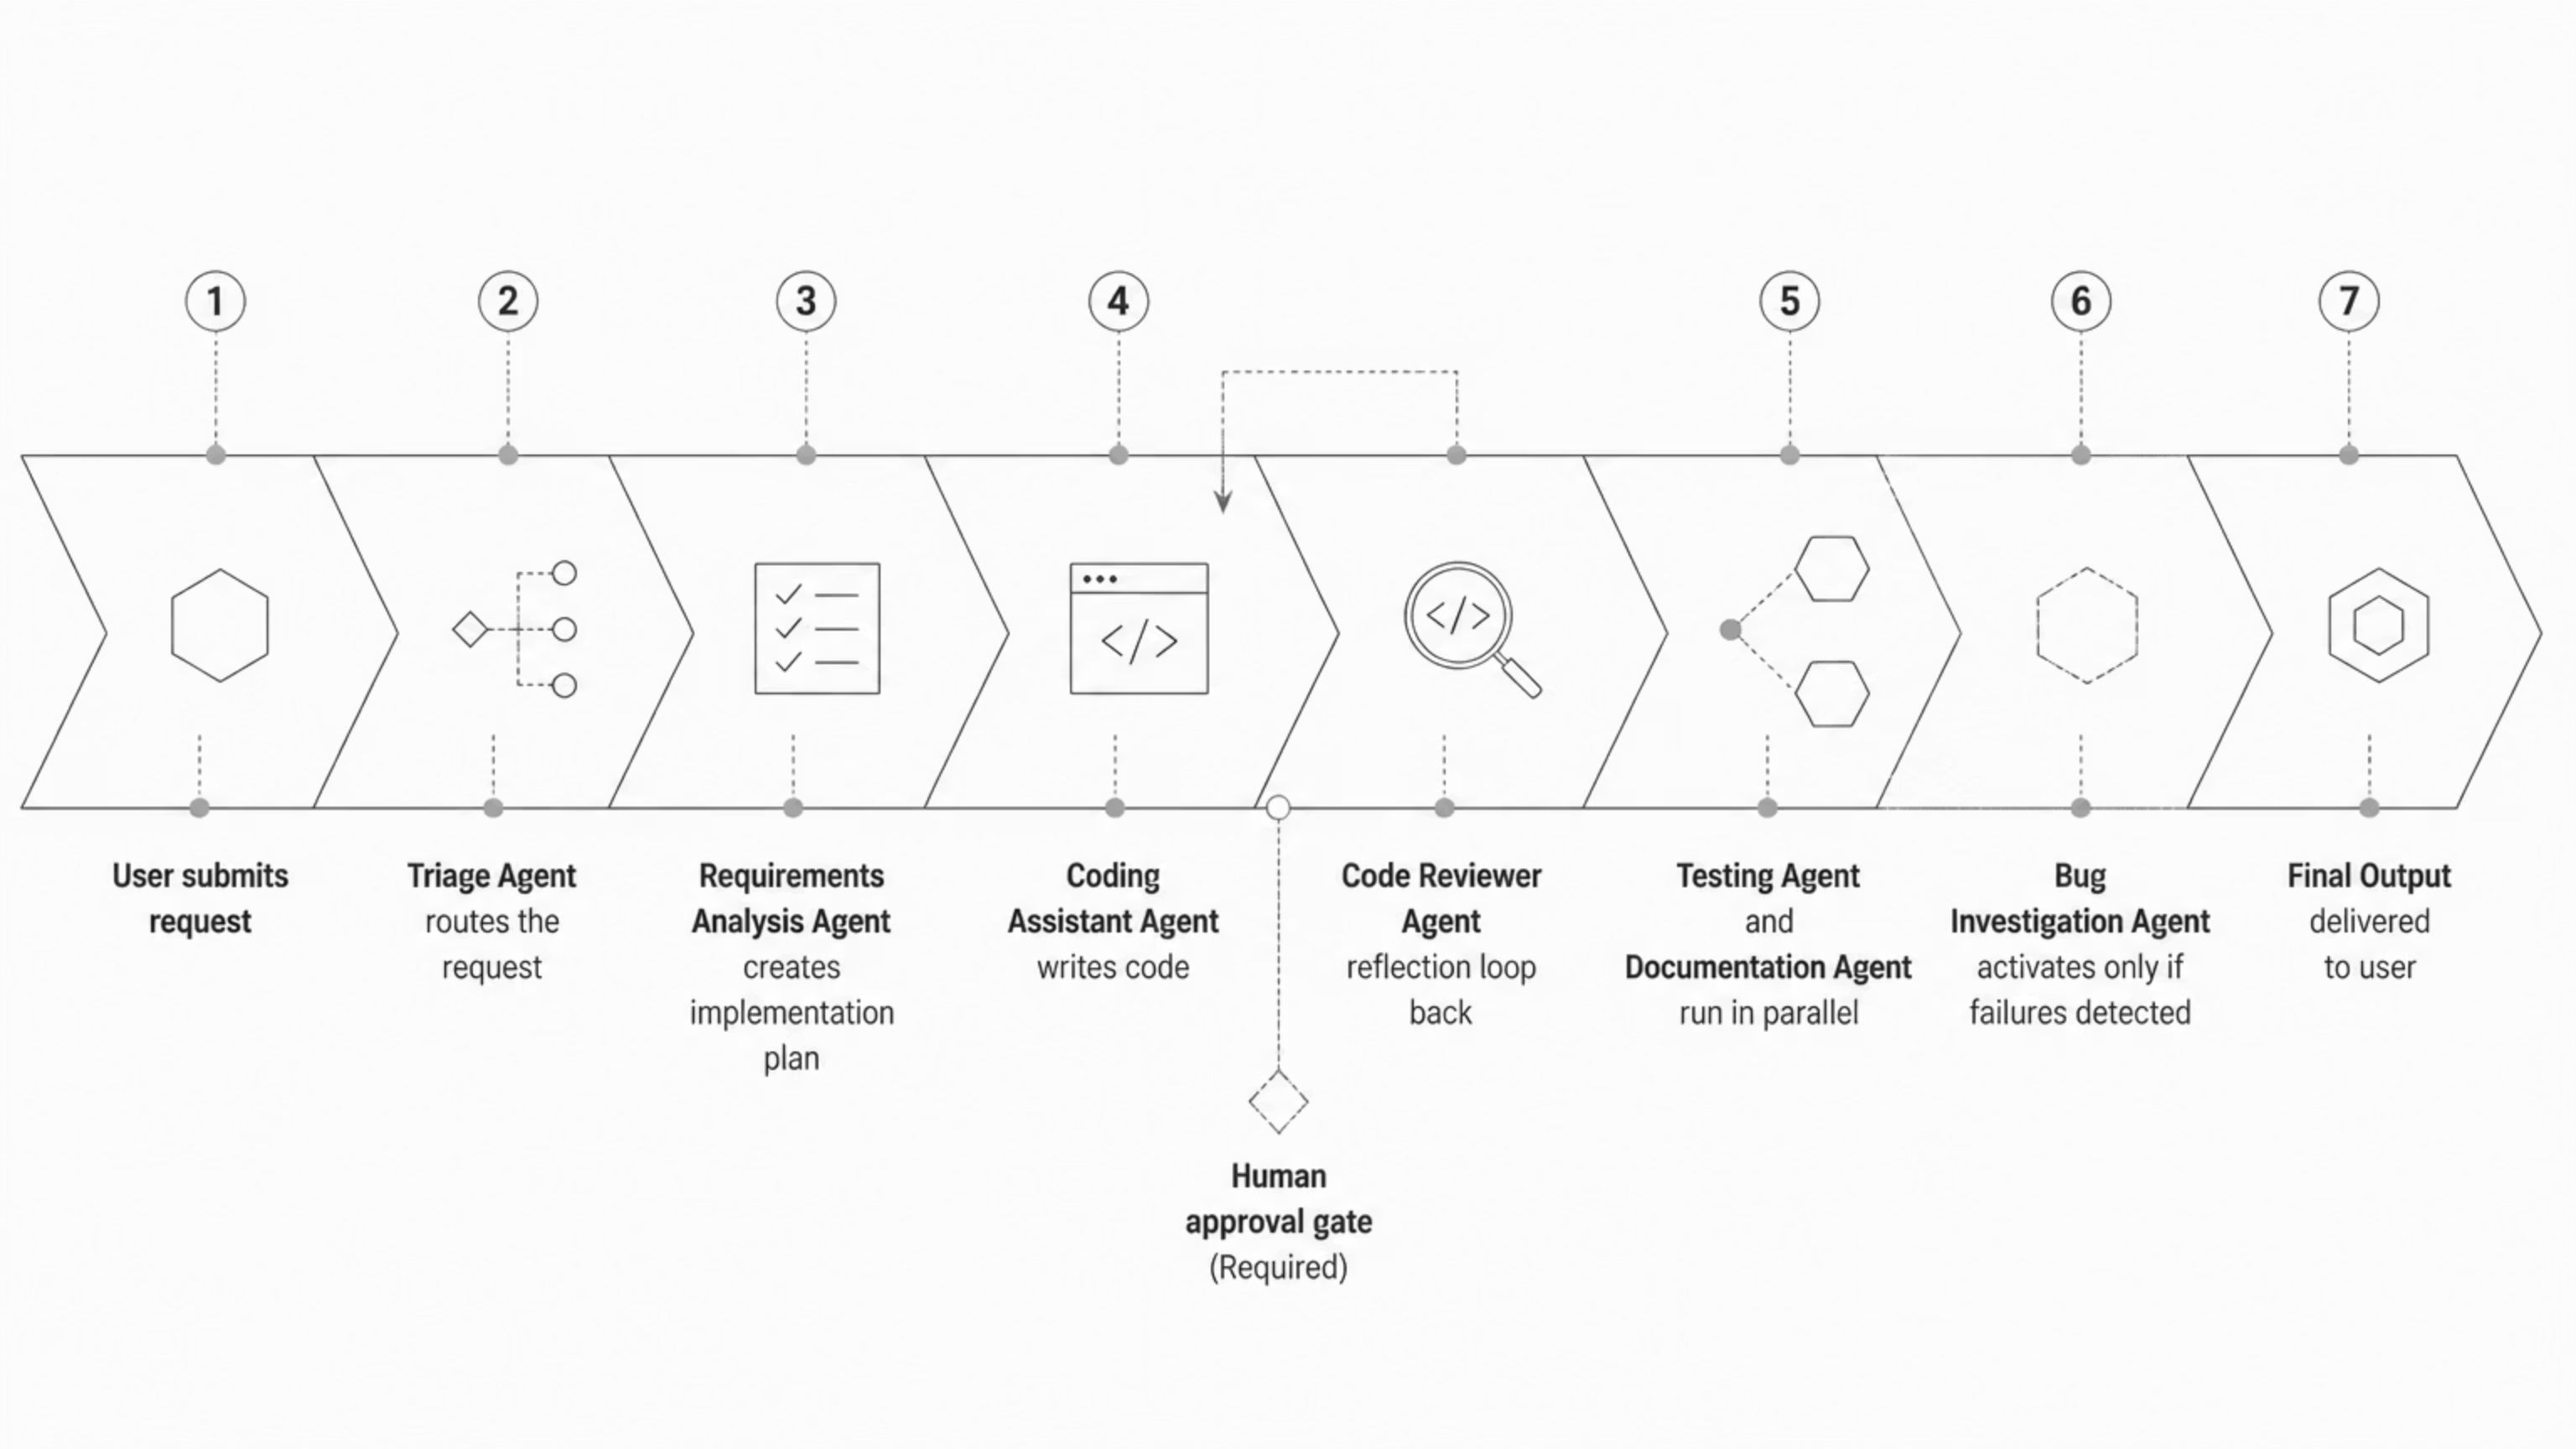 1
2
3
4
5
6
7
</>
</>
User submits
request
Triage Agent
routes the
request
Requirements
Analysis Agent
creates
implementation
plan
Coding
Assistant Agent
writes code
Code Reviewer
Agent
reflection loop
back
Testing Agent
and
Documentation Agent
run in parallel
Bug
Investigation Agent
activates only if
failures detected
Final Output
delivered
to user
Human
approval gate
(Required)